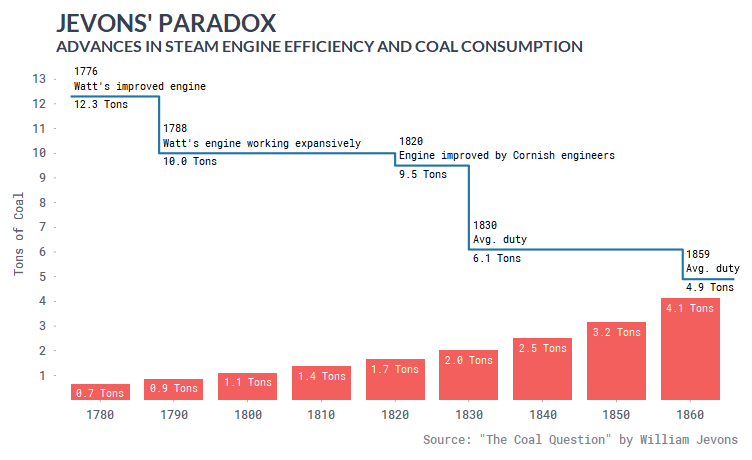 JEVONS' PARADOX
ADVANCES IN STEAM ENGINE EFFICIENCY AND COAL CONSUMPTION
Tons of Coal
13
12
11
10
9
8
7
6
5
4
3
2
1
1776
Watt's improved engine
12.3 Tons
1788
Watt's engine working expansively
10.0 Tons
1820
Engine improved by Cornish engineers
9.5 Tons
1830
Avg. duty
6.1 Tons
1859
Avg. duty
4.9 Tons
0.7 Tons
0.9 Tons
1.1 Tons
1.4 Tons
1.7 Tons
2.0 Tons
2.5 Tons
3.2 Tons
4.1 Tons
1780
1790
1800
1810
1820
1830
1840
1850
1860
Source: "The Coal Question" by William Jevons